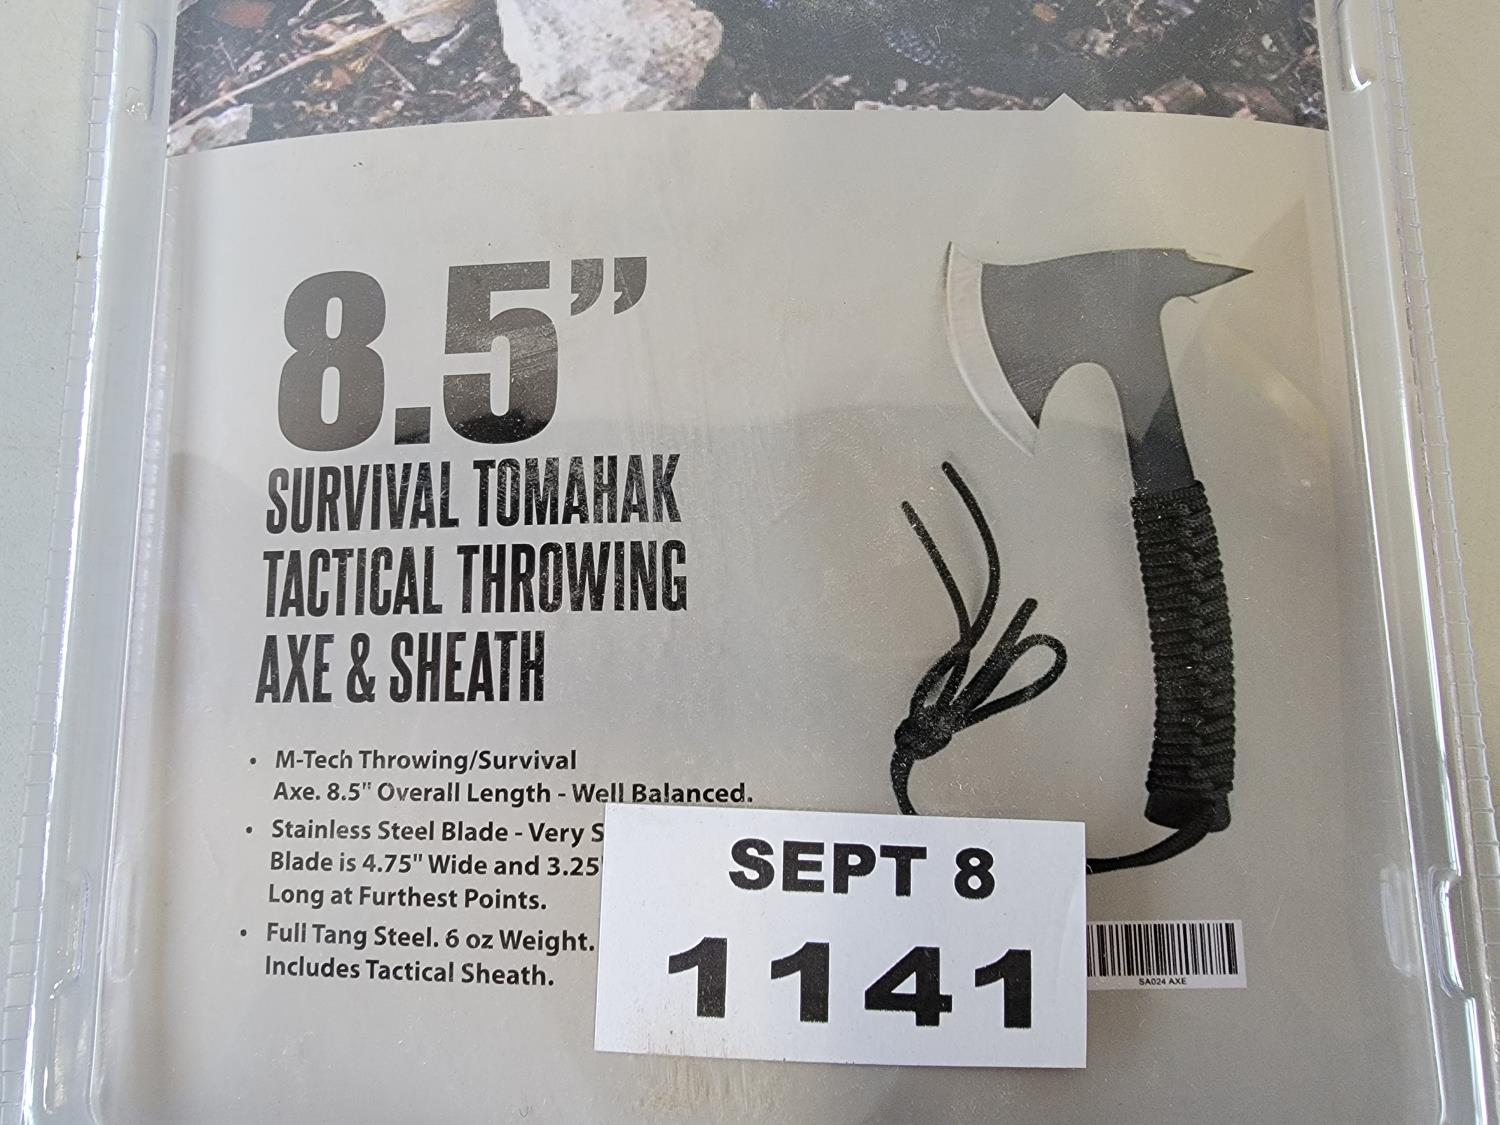 8.5”
SURVIVAL TOMAHAK
TACTICAL THROWING
AXE & SHEATH
• M-Tech Throwing/Survival
Axe. 8.5" Overall Length - Well Balanced.
• Stainless Steel Blade - Very
Blade is 4.75" Wide and 3.25
Long at Furthest Points.
• Full Tang Steel. 6 oz Weight.
Includes Tactical Sheath.
SEPT 8
1141
SA024 AXE